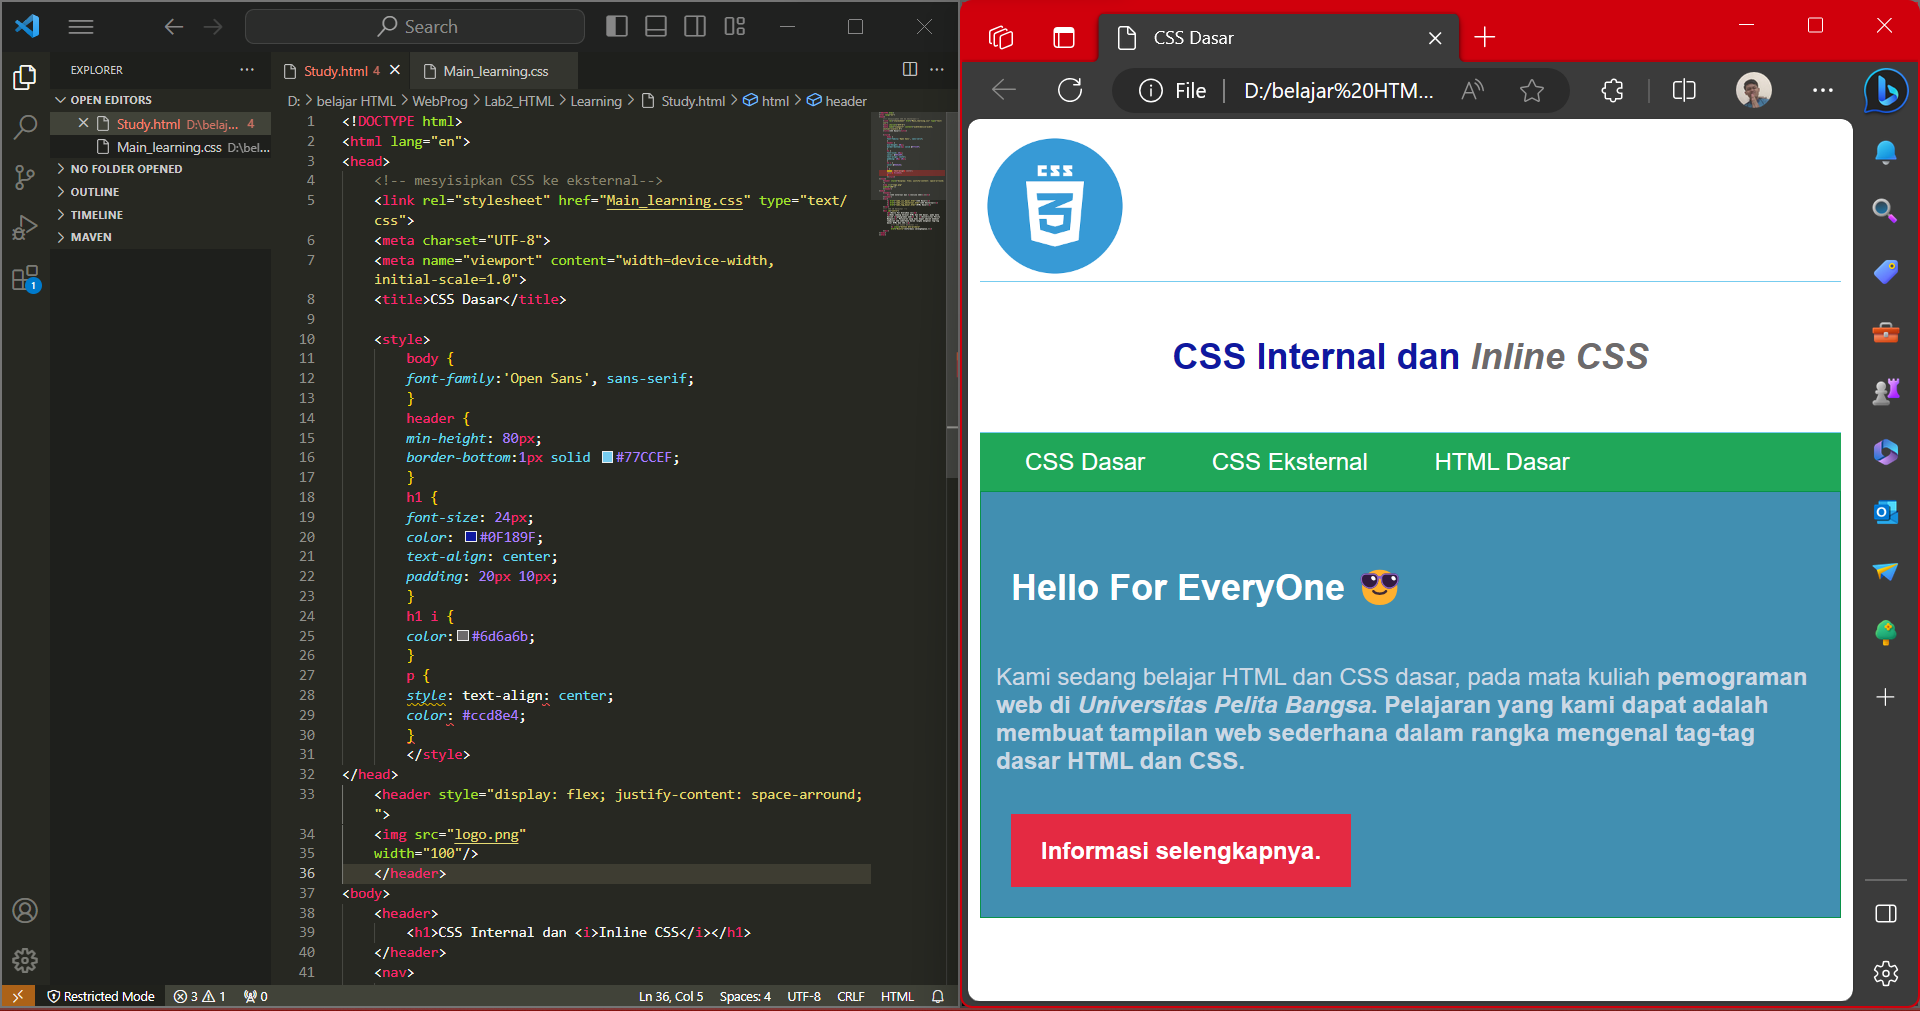 Search
EXPLORER
OPEN EDITORS
Study.html D:\belaj... 4
Main_learning.css D:\bel...
NO FOLDER OPENED
OUTLINE
TIMELINE
MAVEN
1
Study.html 4
Main_learning.css
D: > belajar HTML > WebProg > Lab2_HTML > Learning > Study.html > html > header
1 <!DOCTYPE html>
2 <html lang="en">
3 <head>
4 <!-- mesyisipkan CSS ke eksternal-->
5 <link rel="stylesheet" href="Main_learning.css" type="text/
css">
6 <meta charset="UTF-8">
7 <meta name="viewport" content="width=device-width,
initial-scale=1.0">
8 <title>CSS Dasar</title>
9
10 <style>
11 body {
12 font-family:'Open Sans', sans-serif;
13 }
14 header {
15 min-height: 80px;
16 border-bottom:1px solid #77CCEF;
17 }
18 h1 {
19 font-size: 24px;
20 color: #0F189F;
21 text-align: center;
22 padding: 20px 10px;
23 }
24 h1 i {
25 color:#6d6a6b;
26 }
27 p {
28 style: text-align: center;
29 color: #ccd8e4;
30 }
31 </style>
32 </head>
33 <header style="display: flex; justify-content: space-arround;
">
34 <img src="logo.png"
35 width="100"/>
36 </header>
37 <body>
38 <header>
39 <h1>CSS Internal dan <i>Inline CSS</i></h1>
40 </header>
41 <nav>
Restricted Mode 3 1 0
Ln 36, Col 5 Spaces: 4 UTF-8 CRLF HTML
CSS Dasar
File D:/belajar%20HTM...
CSS
3
CSS Internal dan Inline CSS
CSS Dasar CSS Eksternal HTML Dasar
Hello For EveryOne 😎
Kami sedang belajar HTML dan CSS dasar, pada mata kuliah pemograman
web di Universitas Pelita Bangsa. Pelajaran yang kami dapat adalah
membuat tampilan web sederhana dalam rangka mengenal tag-tag
dasar HTML dan CSS.
Informasi selengkapnya.